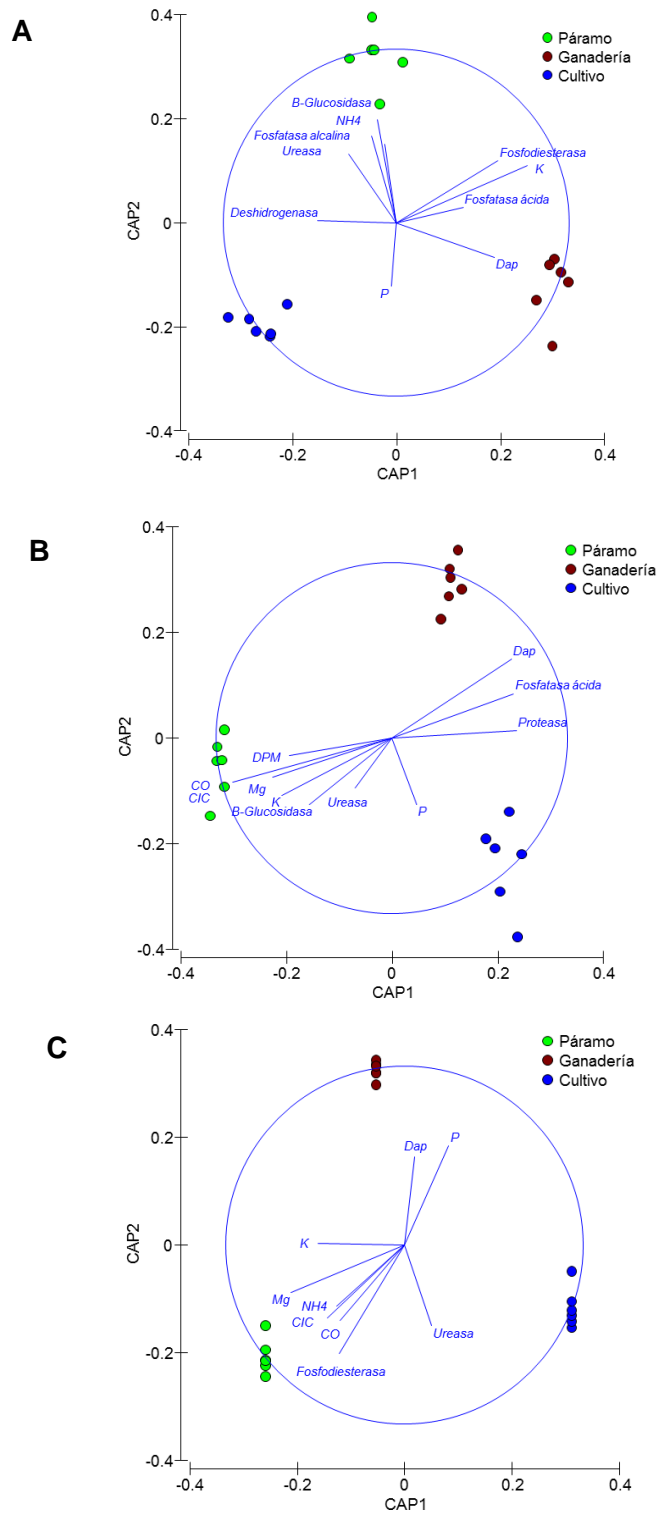 A
Páramo
Ganadería
Cultivo
0.4
0.2
0
-0.2
-0.4
CAP2
B-Glucosidasa
NH4
Fosfatasa alcalina
Ureasa
Fosfodiesterasa
K
Fosfatasa ácida
Deshidrogenasa
Dap
P
-0.4 -0.2 0 0.2 0.4
CAP1
B
Páramo
Ganadería
Cultivo
0.4
0.2
0
-0.2
-0.4
CAP2
Dap
Fosfatasa ácida
Proteasa
DPM
CO
CIC
Mg
K
B-Glucosidasa
Ureasa
P
-0.4 -0.2 0 0.2 0.4
CAP1
C
Páramo
Ganadería
Cultivo
0.4
0.2
0
-0.2
-0.4
CAP2
Dap
P
K
Mg
NH4
CIC
CO
Ureasa
Fosfodiesterasa
-0.4 -0.2 0 0.2 0.4
CAP1